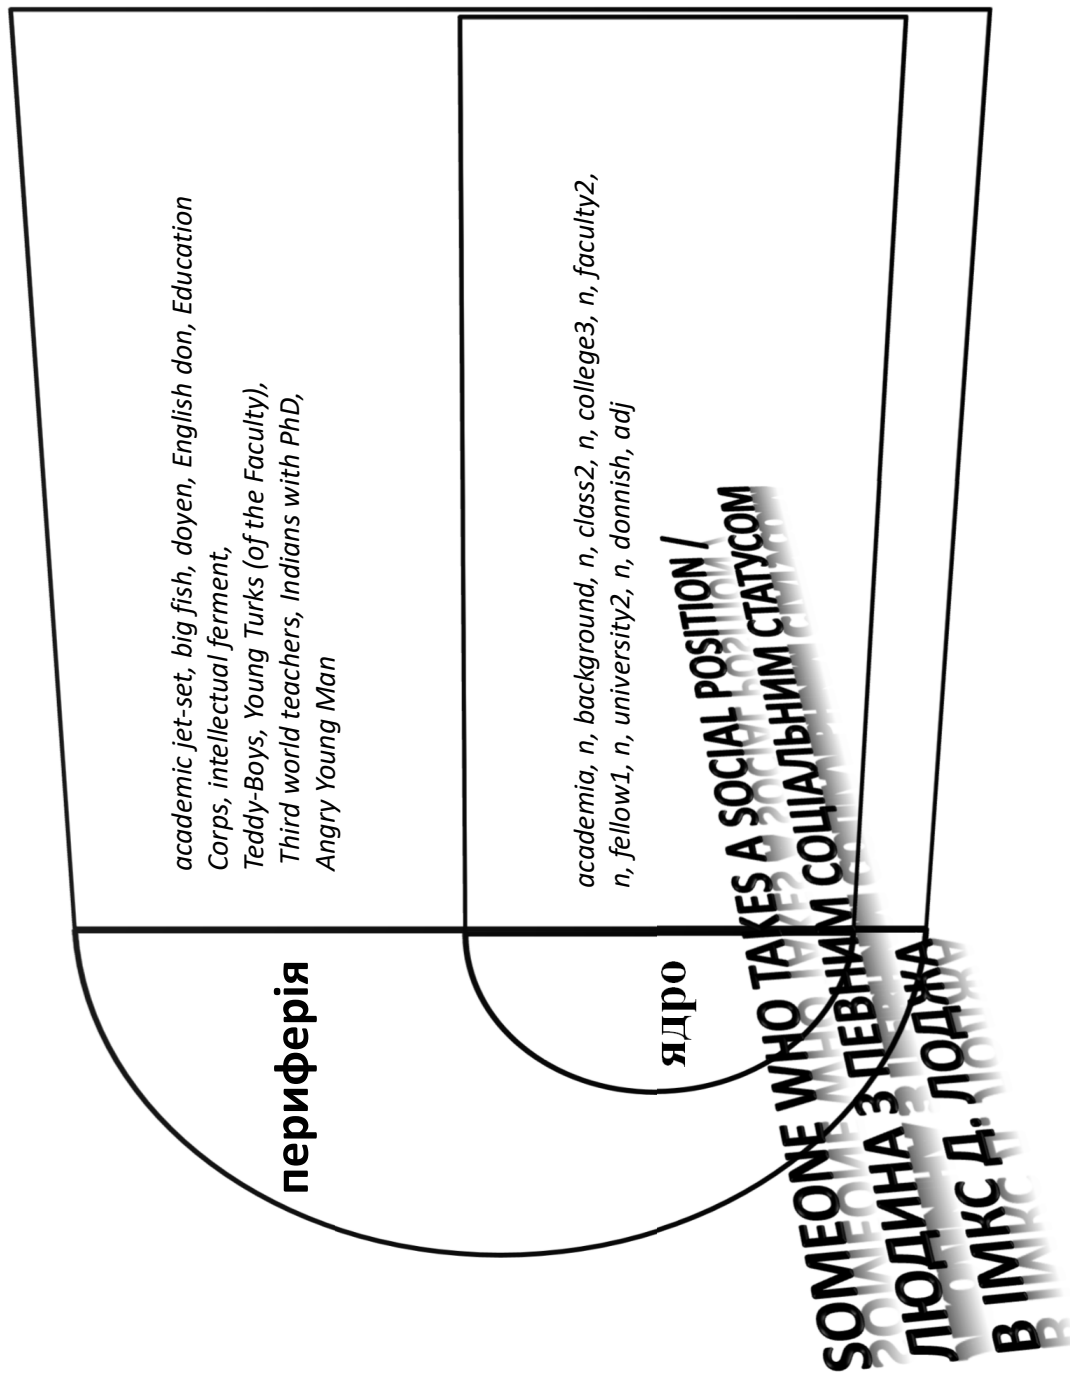 периферія
academic jet-set, big fish, doyen, English don, Education
Corps, intellectual ferment,
Teddy-Boys, Young Turks (of the Faculty),
Third world teachers, Indians with PhD,
Angry Young Man
ядро
academia, n, background, n, class2, n, college3, n, faculty2,
n, fellow1, n, university2, n, donnish, adj
SOMEONE WHO TAKES A SOCIAL POSITION /
ЛЮДИНА З ПЕВНИМ СОЦІАЛЬНИМ СТАТУСОМ
В ІМКС Д. ЛОДЖА